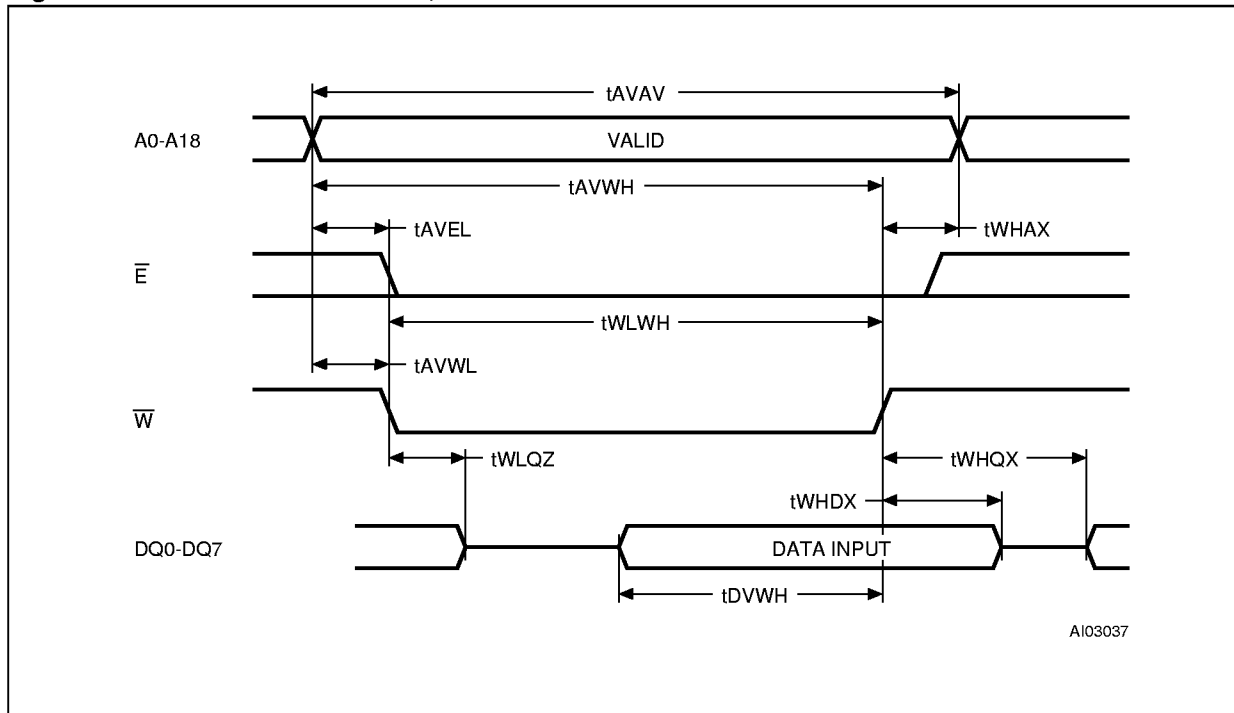 tAVAV
A0-A18
VALID
tAVWH
tAVEL
tWHAX
E̅
tWLWH
tAVWL
W̅
tWLQZ
tWHQX
tWHDX
DQ0-DQ7
DATA INPUT
tDVWH
AI03037